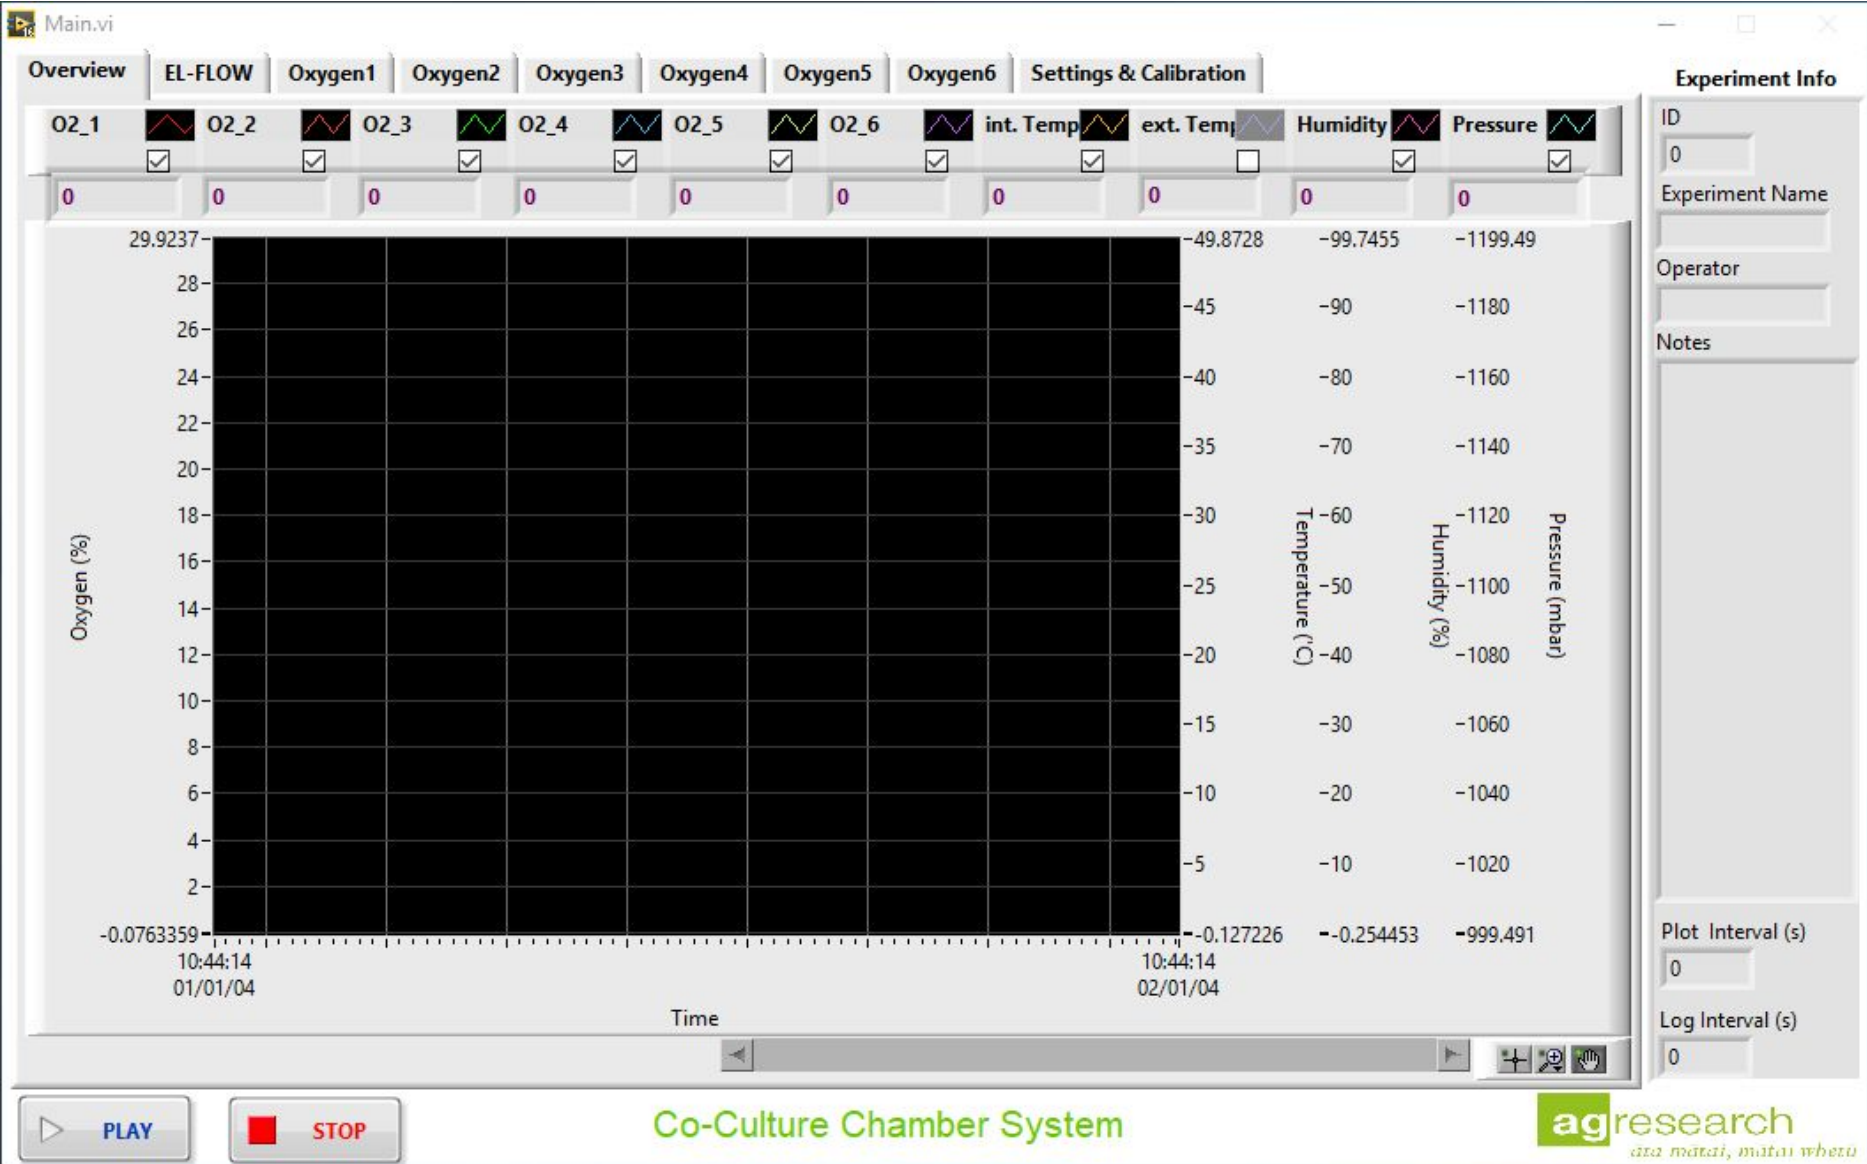 Main.vi
Overview EL-FLOW Oxygen1 Oxygen2 Oxygen3 Oxygen4 Oxygen5 Oxygen6 Settings & Calibration
Experiment Info
O2_1 O2_2 O2_3 O2_4 O2_5 O2_6 int. Temp ext. Temp Humidity Pressure
0 0 0 0 0 0 0 0 0 0
ID
0
Experiment Name
Operator
Notes
29.9237 -49.8728 -99.7455 -1199.49
28
-45 -90 -1180
26
24 -40 -80 -1160
22
-35 -70 -1140
20
18 -30 -60 -1120
16
-25 -50 -1100
14
12 -20 -40 -1080
10
-15 -30 -1060
8
6 -10 -20 -1040
4
-5 -10 -1020
2
-0.0763359 --0.127226 --0.254453 -999.491
Oxygen (%)
Temperature ('C)
Humidity (%)
Pressure (mbar)
10:44:14 10:44:14
01/01/04 02/01/04
Time
Plot Interval (s)
0
Log Interval (s)
0
PLAY STOP
Co-Culture Chamber System
agresearch
āta mātai, mātai whetū